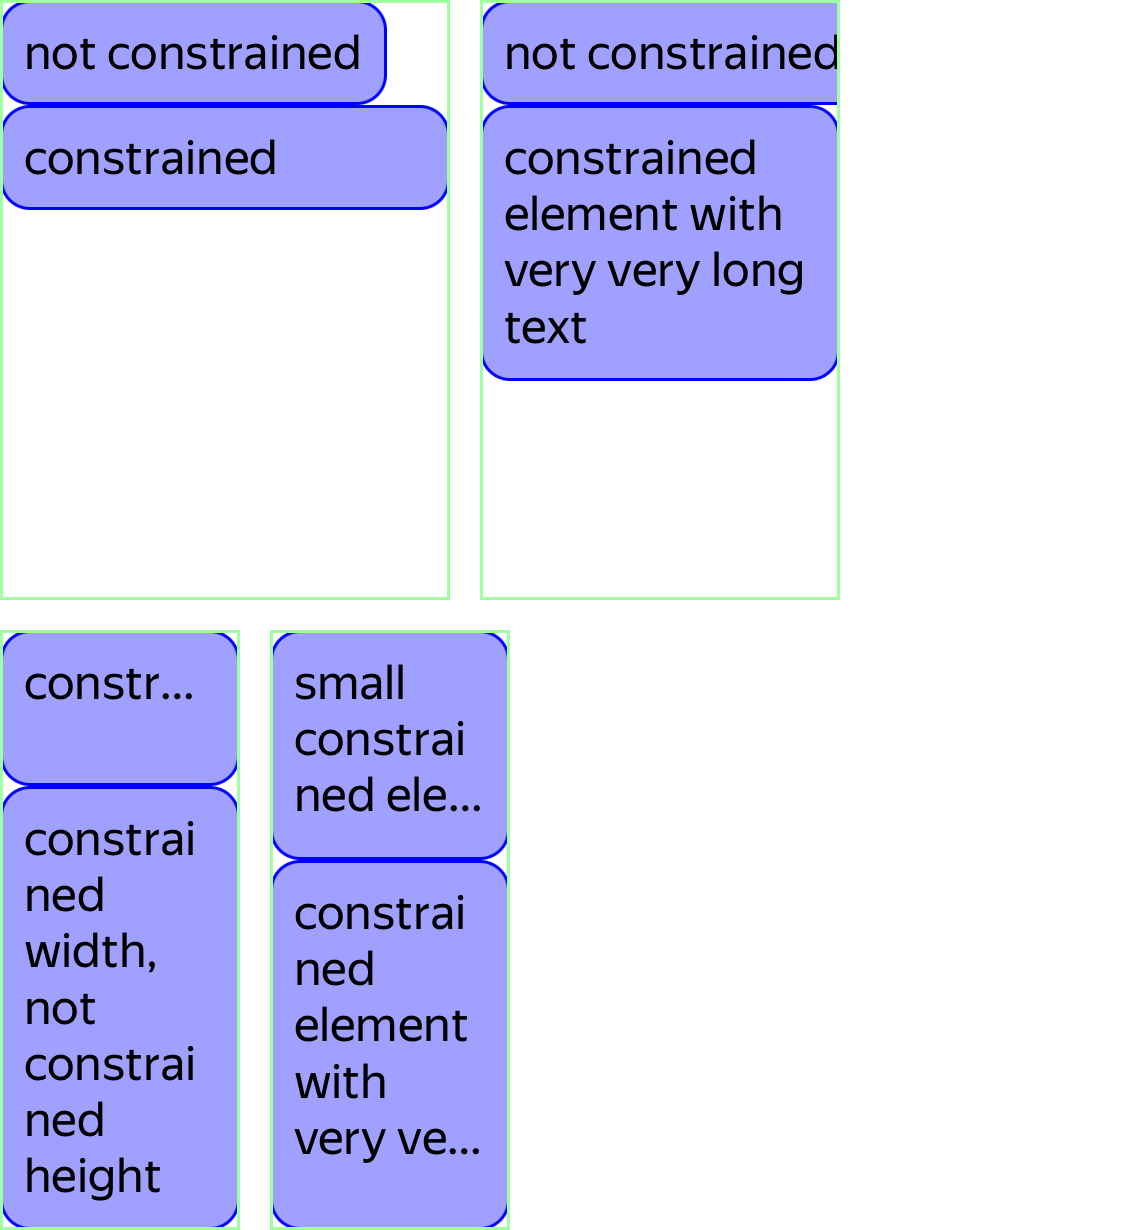 not constrained
constrained
not constrained
constrained
element with
very very long
text
constr...
constrai
ned
width,
not
constrai
ned
height
small
constrai
ned ele...
constrai
ned
element
with
very ve...